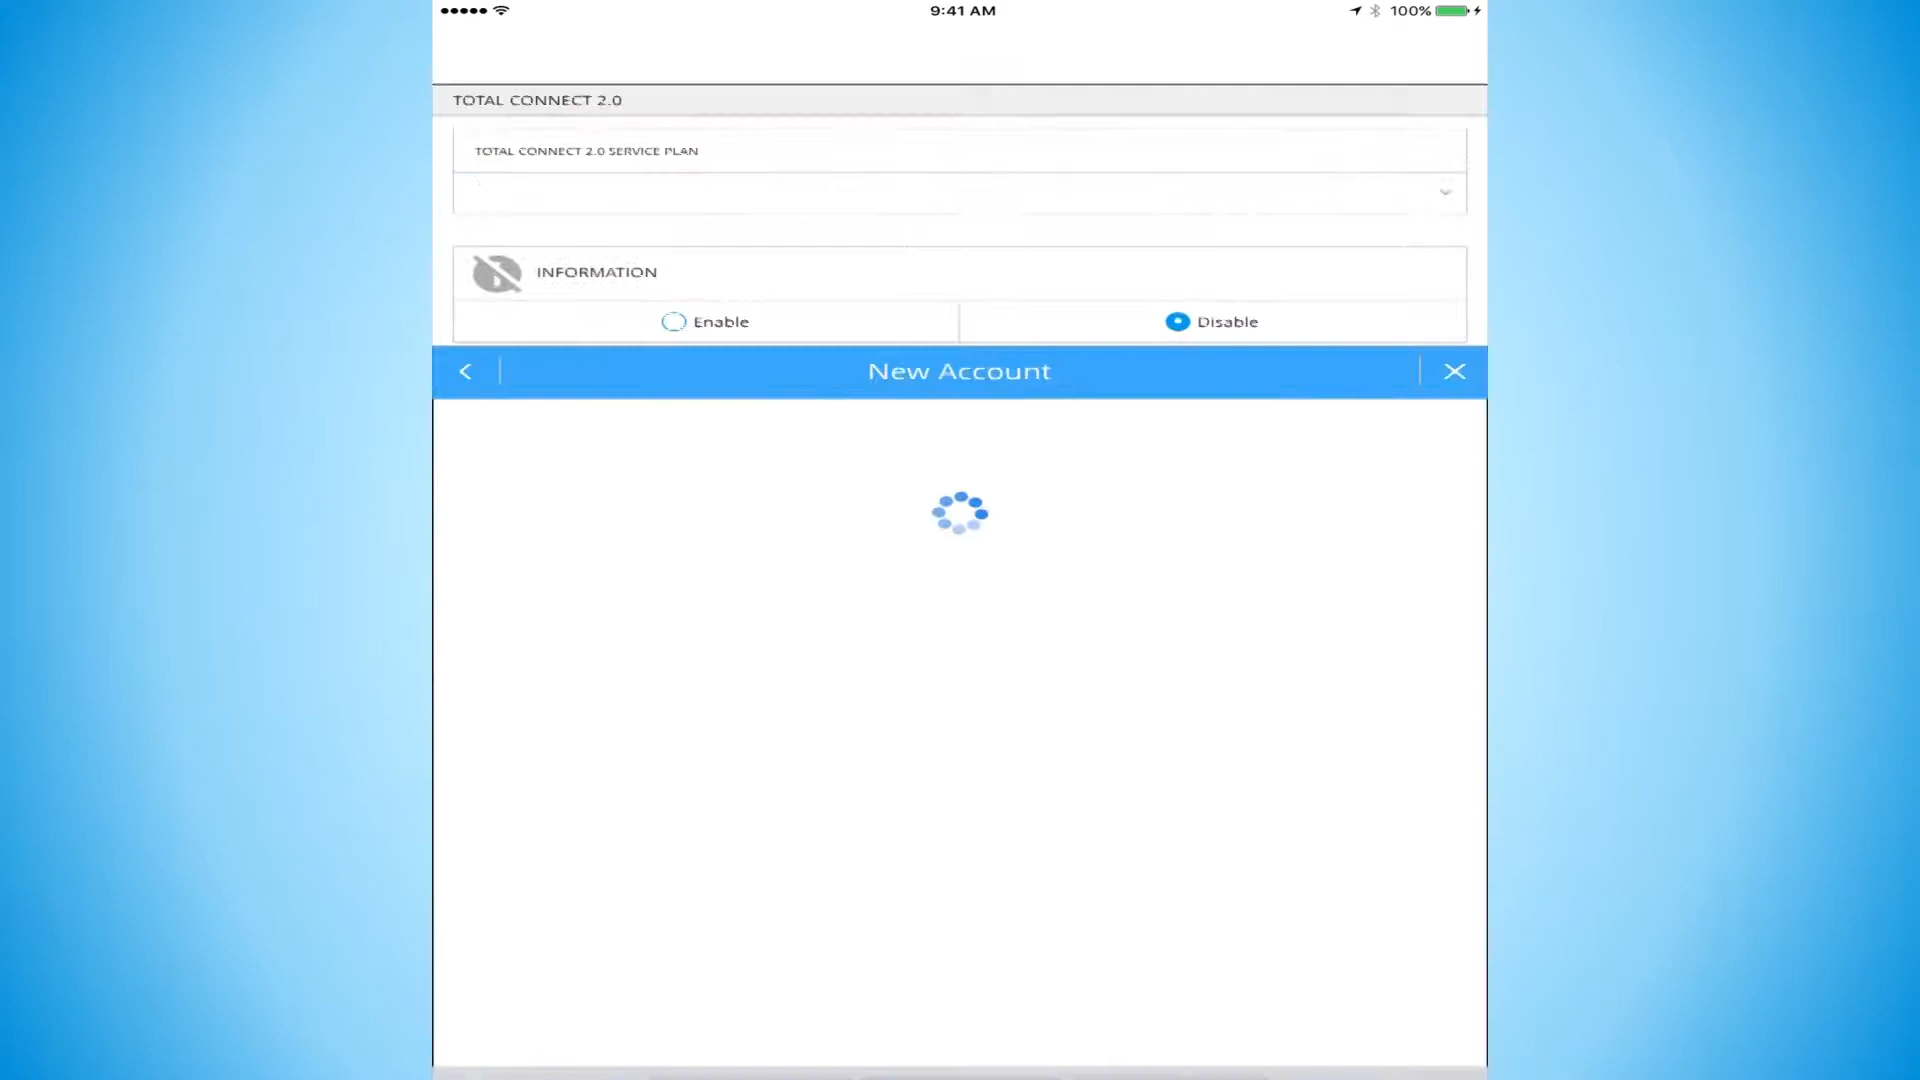 9:41 AM
100%
TOTAL CONNECT 2.0
TOTAL CONNECT 2.0 SERVICE PLAN
INFORMATION
Enable
Disable
New Account